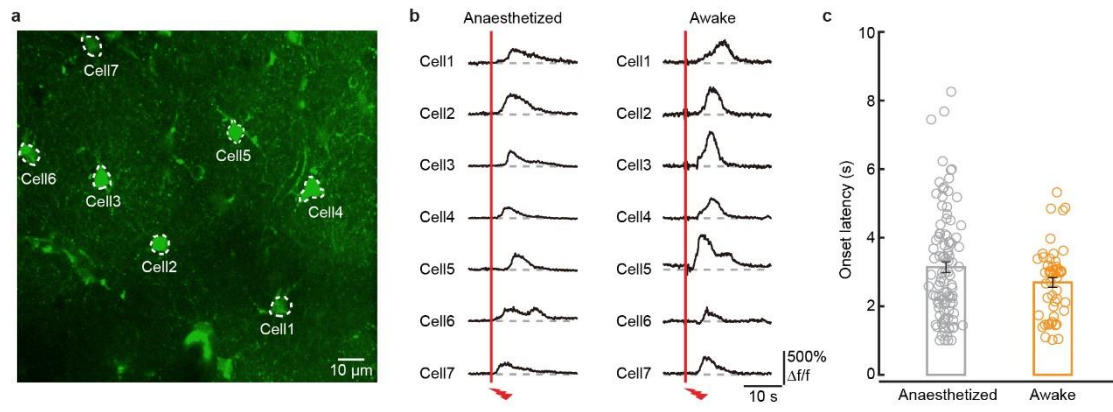 a
Cell7
Cell5
Cell6
Cell3
Cell4
Cell2
Cell1
10 µm
b
Anaesthetized
Awake
Cell1
Cell2
Cell3
Cell4
Cell5
Cell6
Cell7
Cell1
Cell2
Cell3
Cell4
Cell5
Cell6
Cell7
500%
Δf/f
10 s
c
Onset latency (s)
10
8
6
4
2
0
Anaesthetized
Awake